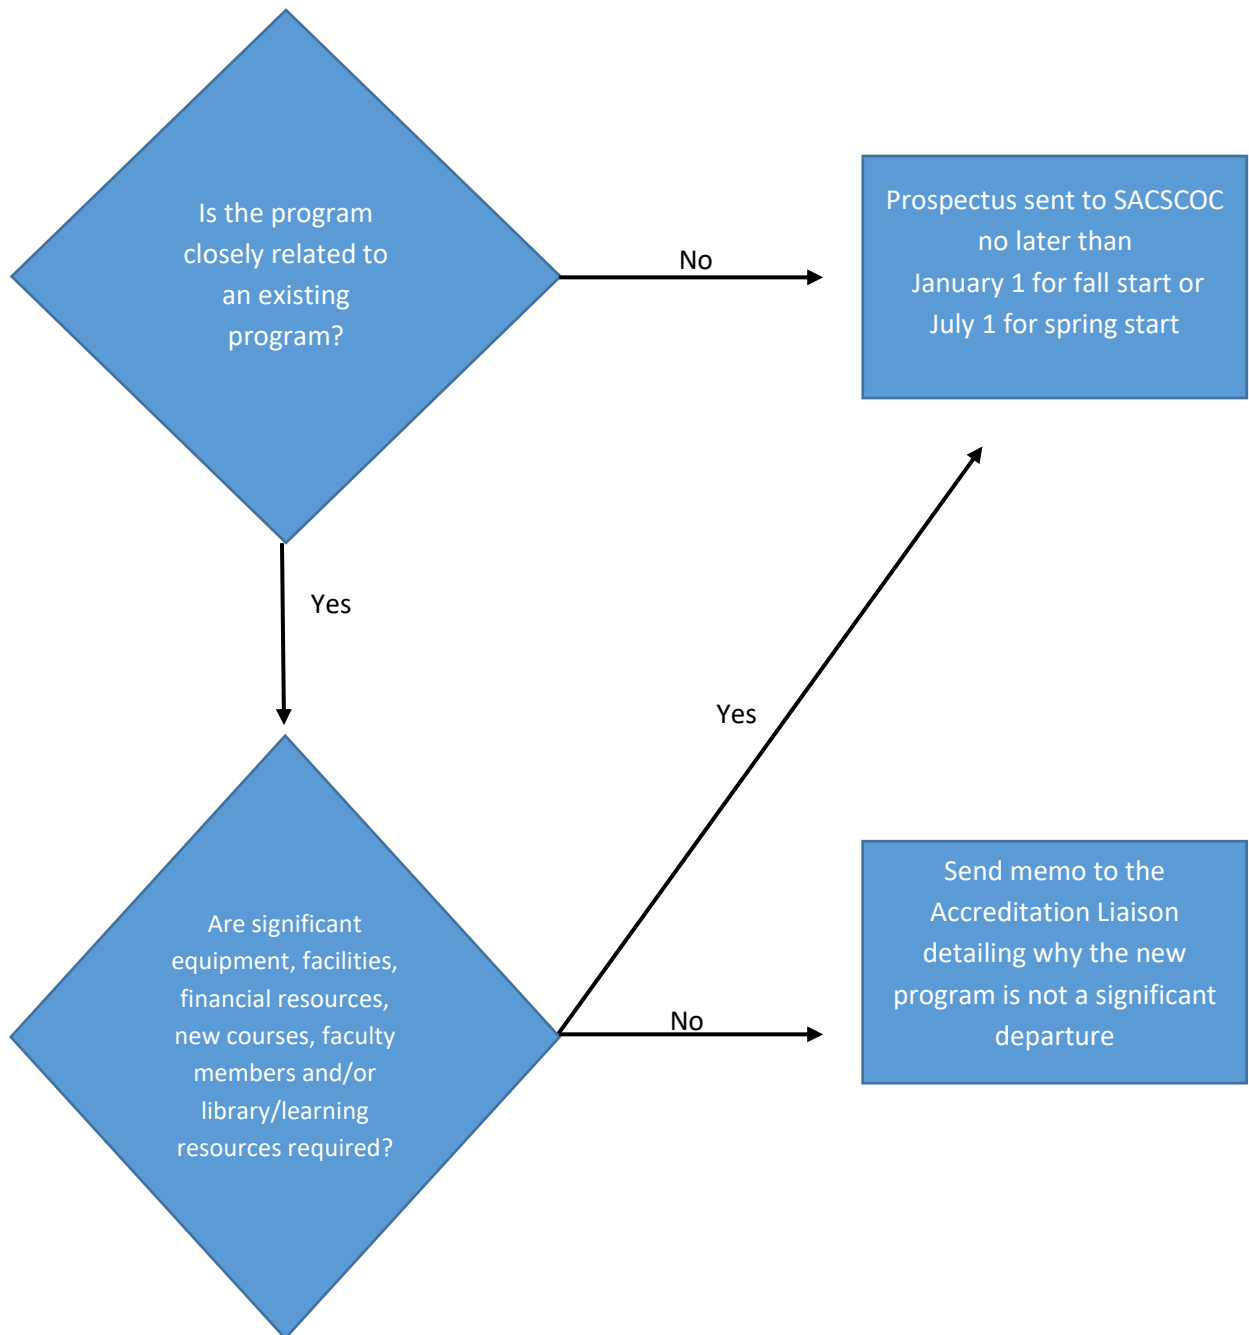 Is the program
closely related to
an existing
program?
No
Prospectus sent to SACSCOC
no later than
January 1 for fall start or
July 1 for spring start
Yes
Yes
Are significant
equipment, facilities,
financial resources,
new courses, faculty
members and/or
library/learning
resources required?
No
Send memo to the
Accreditation Liaison
detailing why the new
program is not a significant
departure